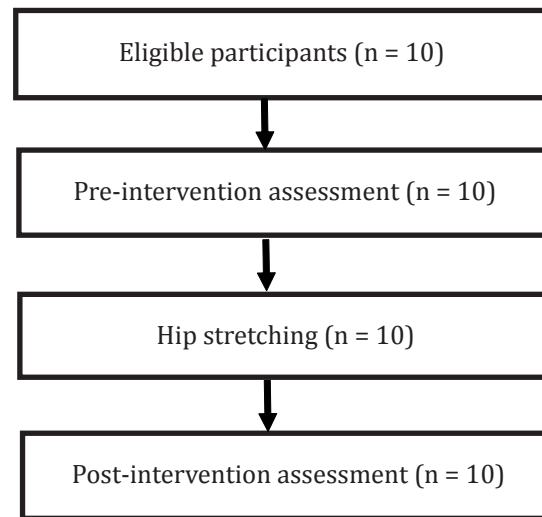 Eligible participants (n = 10)
Pre-intervention assessment (n = 10)
Hip stretching (n = 10)
Post-intervention assessment (n = 10)